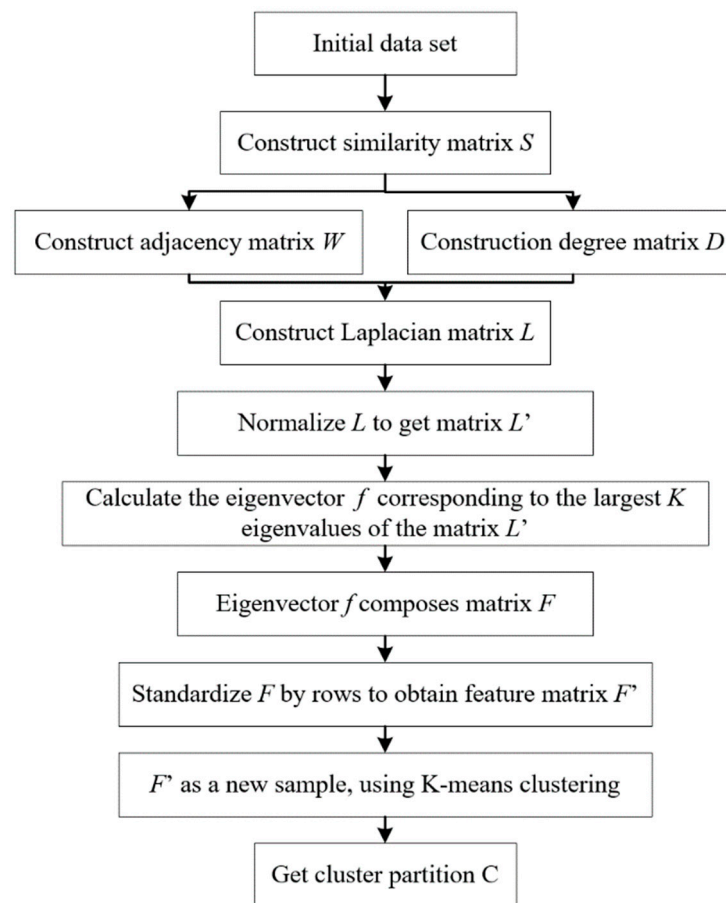 Initial data set
Construct similarity matrix S
Construct adjacency matrix W
Construction degree matrix D
Construct Laplacian matrix L
Normalize L to get matrix L’
Calculate the eigenvector f corresponding to the largest K
eigenvalues of the matrix L’
Eigenvector f composes matrix F
Standardize F by rows to obtain feature matrix F’
F’ as a new sample, using K-means clustering
Get cluster partition C